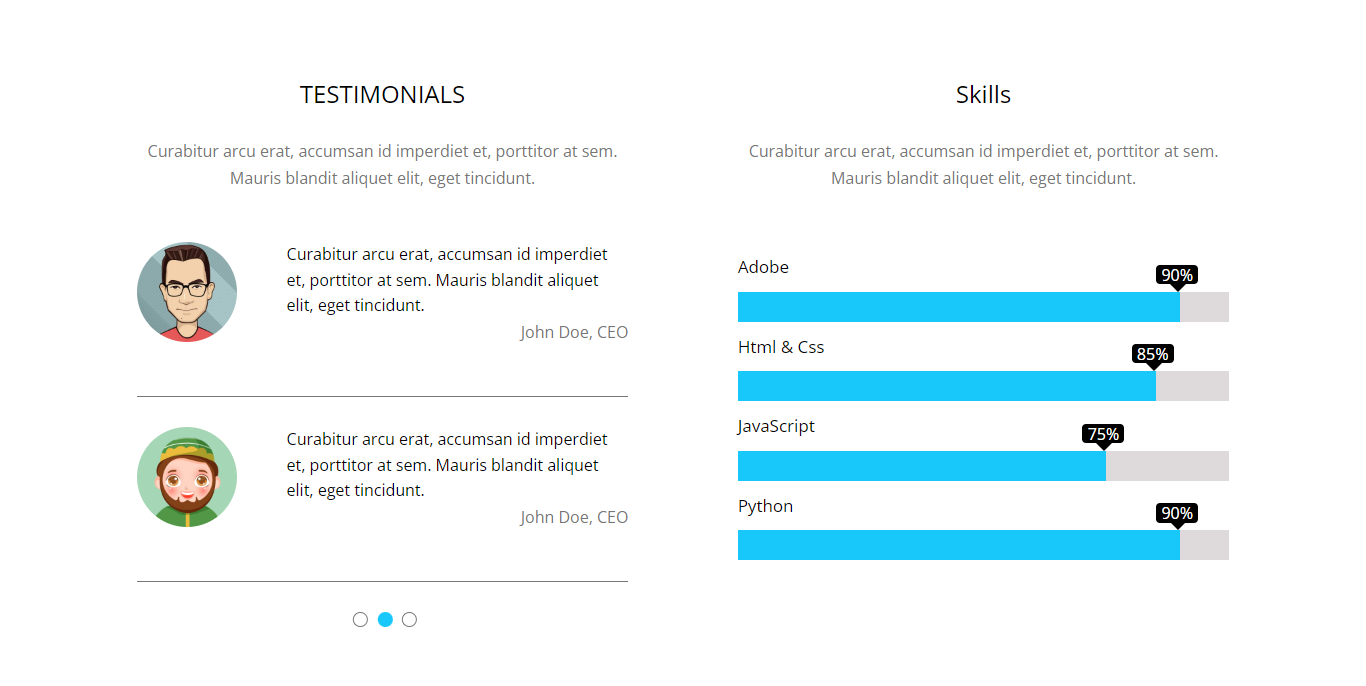 TESTIMONIALS
Curabitur arcu erat, accumsan id imperdiet et, porttitor at sem.
Mauris blandit aliquet elit, eget tincidunt.
Curabitur arcu erat, accumsan id imperdiet
et, porttitor at sem. Mauris blandit aliquet
elit, eget tincidunt.
John Doe, CEO
Curabitur arcu erat, accumsan id imperdiet
et, porttitor at sem. Mauris blandit aliquet
elit, eget tincidunt.
John Doe, CEO
Skills
Curabitur arcu erat, accumsan id imperdiet et, porttitor at sem.
Mauris blandit aliquet elit, eget tincidunt.
Adobe
90%
Html & Css
85%
JavaScript
75%
Python
90%